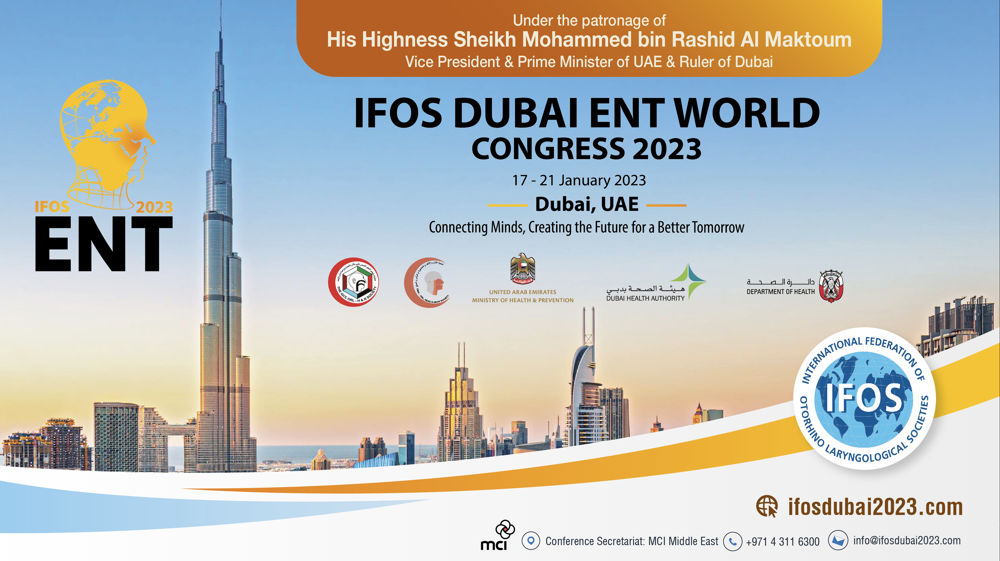 Under the patronage of
His Highness Sheikh Mohammed bin Rashid Al Maktoum
Vice President & Prime Minister of UAE & Ruler of Dubai
IFOS 2023
ENT
IFOS DUBAI ENT WORLD
CONGRESS 2023
17 - 21 January 2023
Dubai, UAE
Connecting Minds, Creating the Future for a Better Tomorrow
THE GCC ORL - H & N SOCIETY
EMA - ORL, HEAD & NECK SOCIETY
UNITED ARAB EMIRATES
MINISTRY OF HEALTH & PREVENTION
هيئة الصحة بدبي
DUBAI HEALTH AUTHORITY
دائرة الصحة
DEPARTMENT OF HEALTH
INTERNATIONAL FEDERATION OF
IFOS
OTORHINO LARYNGOLOGICAL SOCIETIES
ifosdubai2023.com
mci
Conference Secretariat: MCI Middle East
+971 4 311 6300
info@ifosdubai2023.com